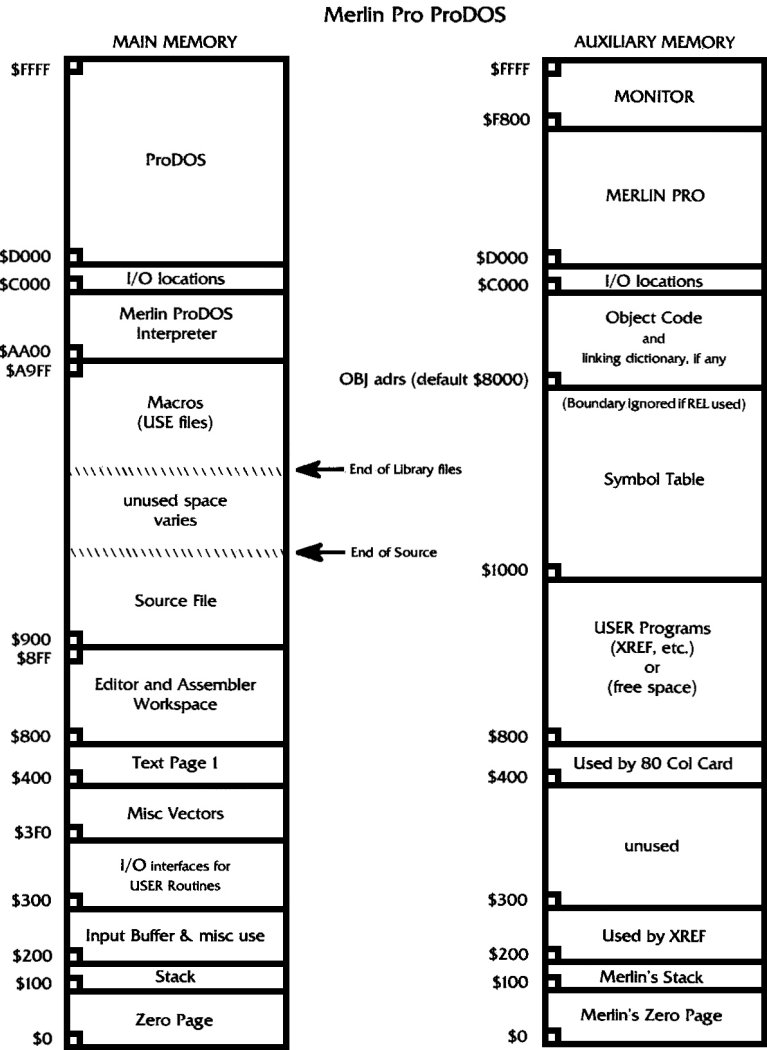 Merlin Pro ProDOS
MAIN MEMORY
$FFFF
ProDOS
$D000
I/O locations
$C000
Merlin ProDOS
Interpreter
$AA00
$A9FF
Macros
(USE files)
End of Library files
unused space
varies
End of Source
Source File
$900
$8FF
Editor and Assembler
Workspace
$800
Text Page 1
$400
Misc Vectors
$3F0
I/O interfaces for
USER Routines
$300
Input Buffer & misc use
$200
Stack
$100
Zero Page
$0
AUXILIARY MEMORY
$FFFF
MONITOR
$F800
MERLIN PRO
$D000
I/O locations
$C000
Object Code
and
linking dictionary, if any
OBJ adrs (default $8000)
(Boundary ignored if REL used)
Symbol Table
$1000
USER Programs
(XREF, etc.)
or
(free space)
$800
Used by 80 Col Card
$400
unused
$300
Used by XREF
$200
Merlin's Stack
$100
Merlin's Zero Page
$0